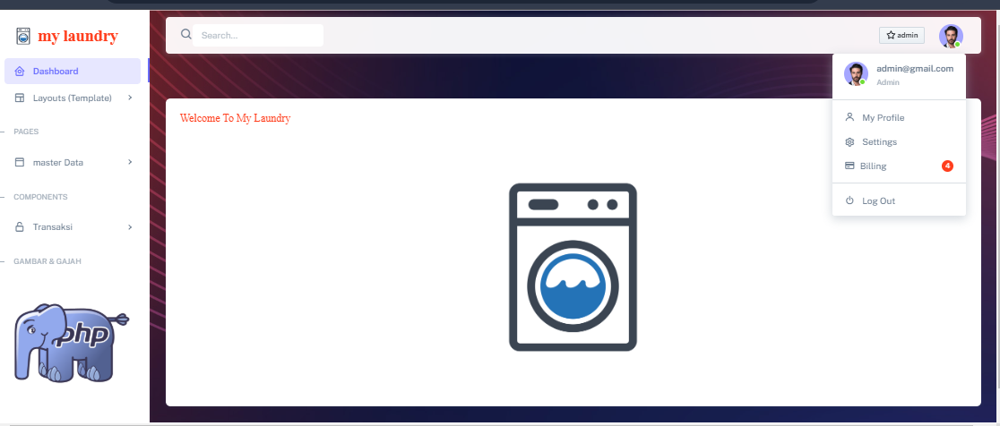 my laundry
Search...
admin
Dashboard
admin@gmail.com
Admin
Layouts (Template)
Welcome To My Laundry
My Profile
PAGES
Settings
master Data
Billing
4
COMPONENTS
Log Out
Transaksi
GAMBAR & GAJAH
php